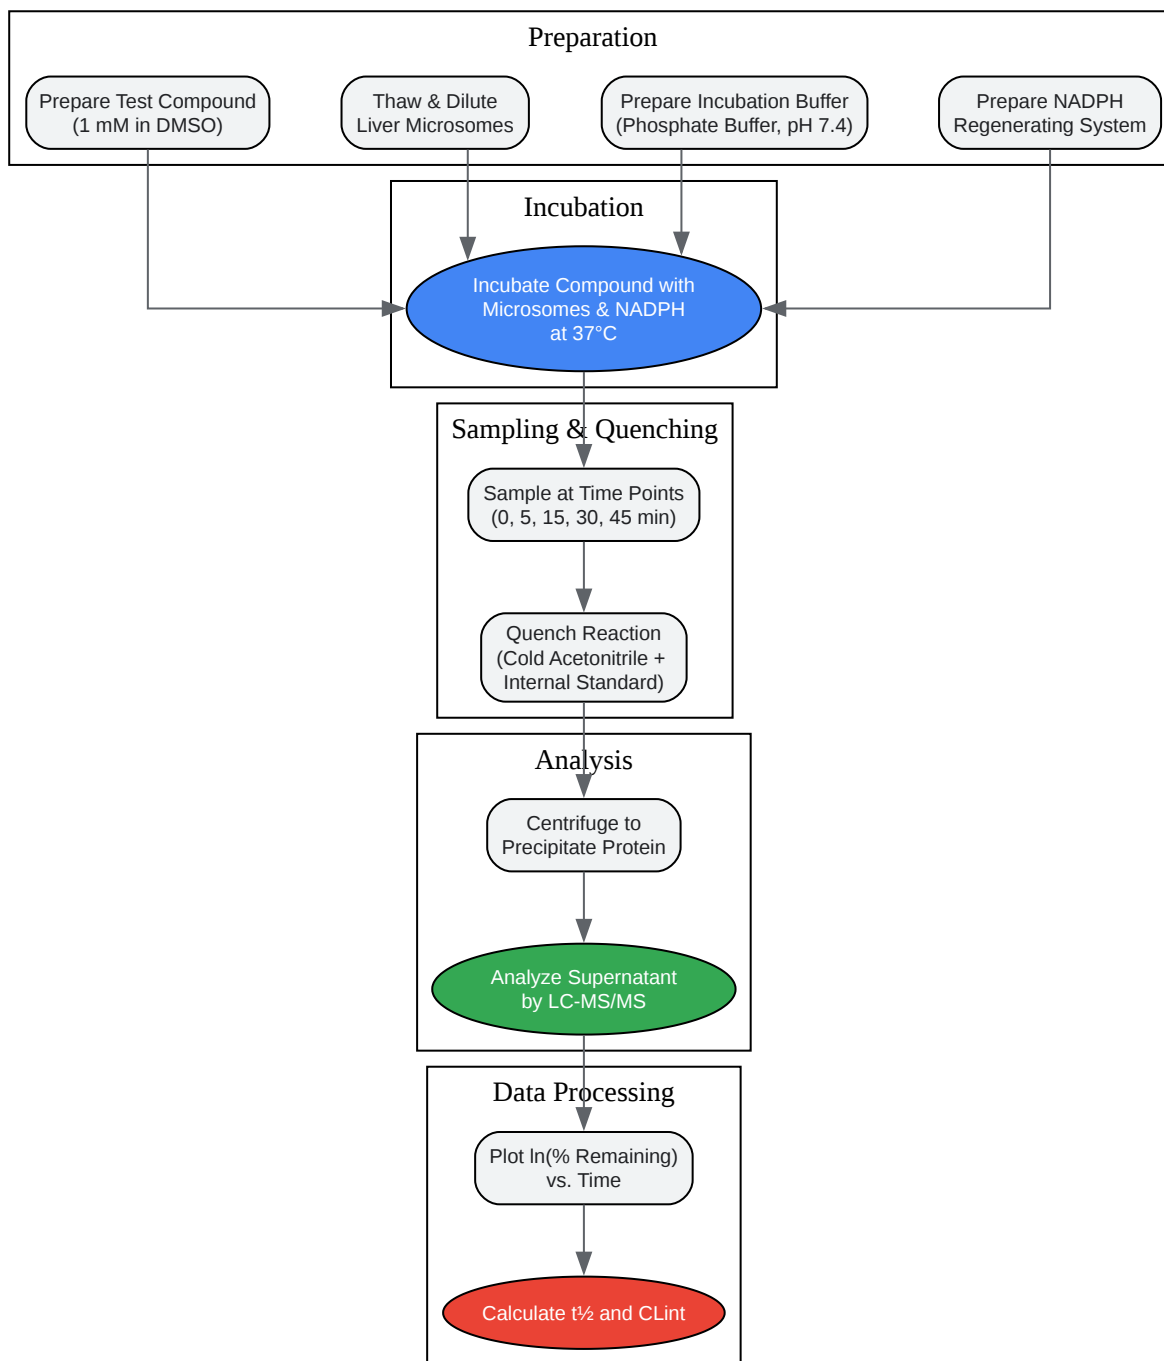 Preparation
Prepare Test Compound
(1 mM in DMSO)
Thaw & Dilute
Liver Microsomes
Prepare Incubation Buffer
(Phosphate Buffer, pH 7.4)
Prepare NADPH
Regenerating System
Incubation
Incubate Compound with
Microsomes & NADPH
at 37°C
Sampling & Quenching
Sample at Time Points
(0, 5, 15, 30, 45 min)
Quench Reaction
(Cold Acetonitrile +
Internal Standard)
Analysis
Centrifuge to
Precipitate Protein
Analyze Supernatant
by LC-MS/MS
Data Processing
Plot ln(% Remaining)
vs. Time
Calculate t½ and CLint